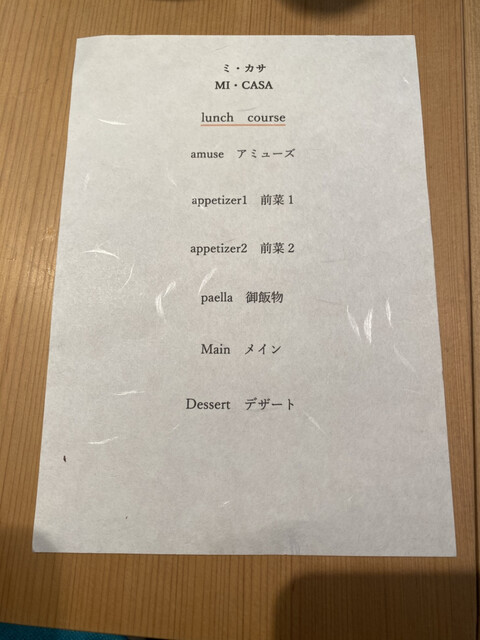 ミ・カサ
MI・CASA
lunch　course
amuse　アミューズ
appetizer1　前菜１
appetizer2　前菜２
paella　御飯物
Main　メイン
Dessert　デザート